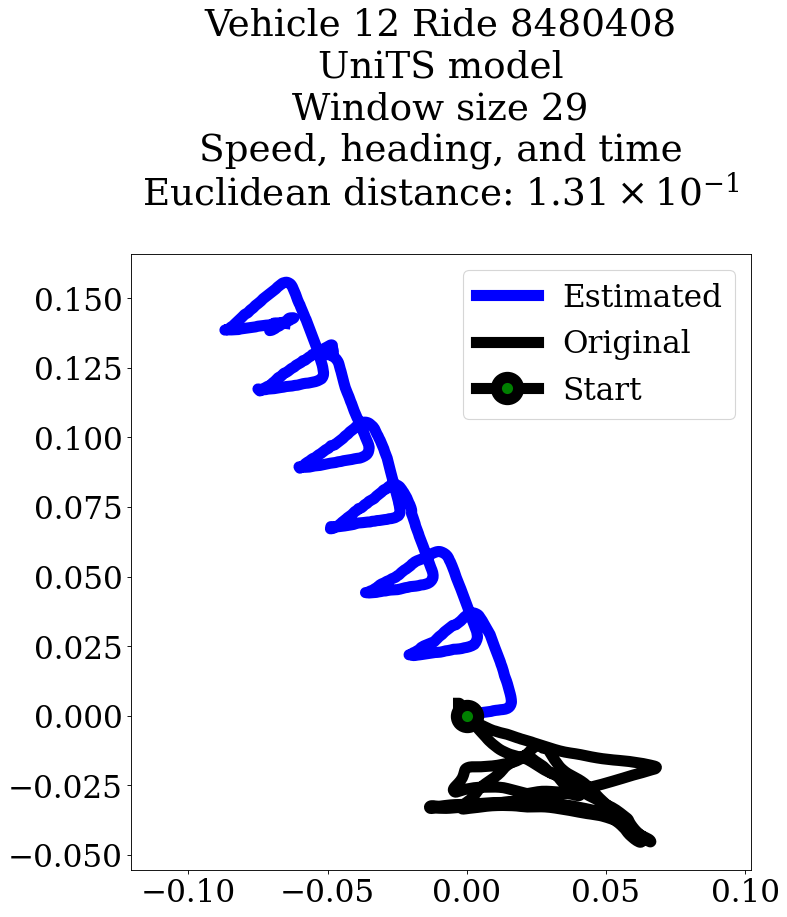 Vehicle 12 Ride 8480408
UniTS model
Window size 29
Speed, heading, and time
Euclidean distance: 1.31 × 10⁻¹
Estimated
Original
Start
0.150
0.125
0.100
0.075
0.050
0.025
0.000
−0.025
−0.050
−0.10 −0.05 0.00 0.05 0.10